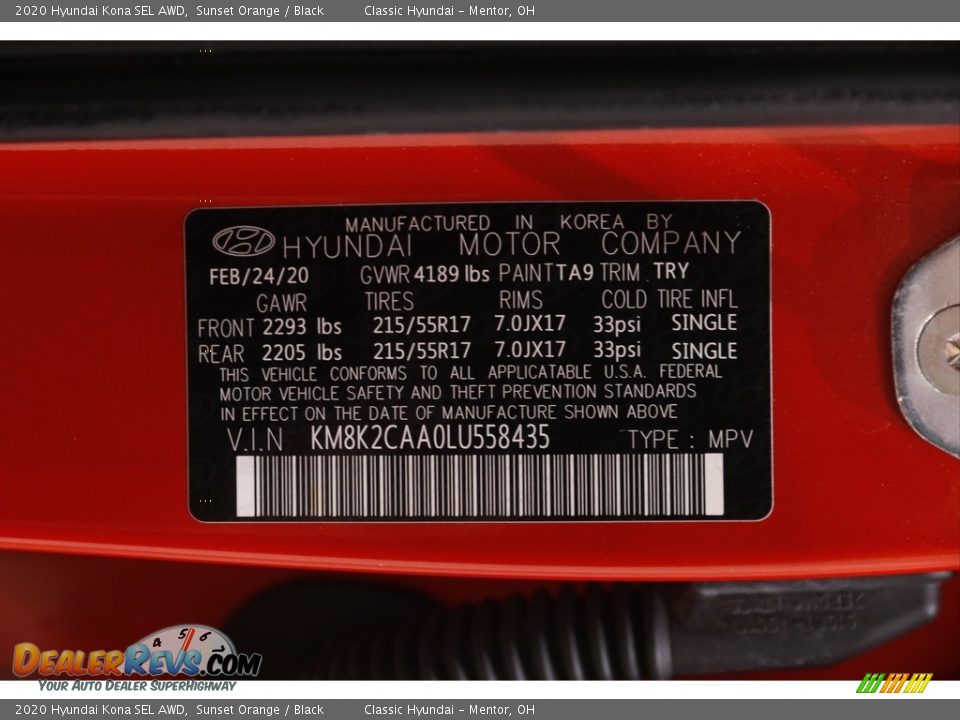 2020 Hyundai Kona SEL AWD, Sunset Orange / Black Classic Hyundai – Mentor, OH
MANUFACTURED IN KOREA BY
HYUNDAI MOTOR COMPANY
FEB/24/20 GVWR 4189 lbs PAINT TA9 TRIM TRY
GAWR TIRES RIMS COLD TIRE INFL
FRONT 2293 lbs 215/55R17 7.0JX17 33psi SINGLE
REAR 2205 lbs 215/55R17 7.0JX17 33psi SINGLE
THIS VEHICLE CONFORMS TO ALL APPLICATABLE U.S.A. FEDERAL
MOTOR VEHICLE SAFETY AND THEFT PREVENTION STANDARDS
IN EFFECT ON THE DATE OF MANUFACTURE SHOWN ABOVE
V.I.N KM8K2CAA0LU558435 TYPE : MPV
4 5 6
DEALERREVS.COM
YOUR AUTO DEALER SUPERHIGHWAY
2020 Hyundai Kona SEL AWD, Sunset Orange / Black Classic Hyundai – Mentor, OH